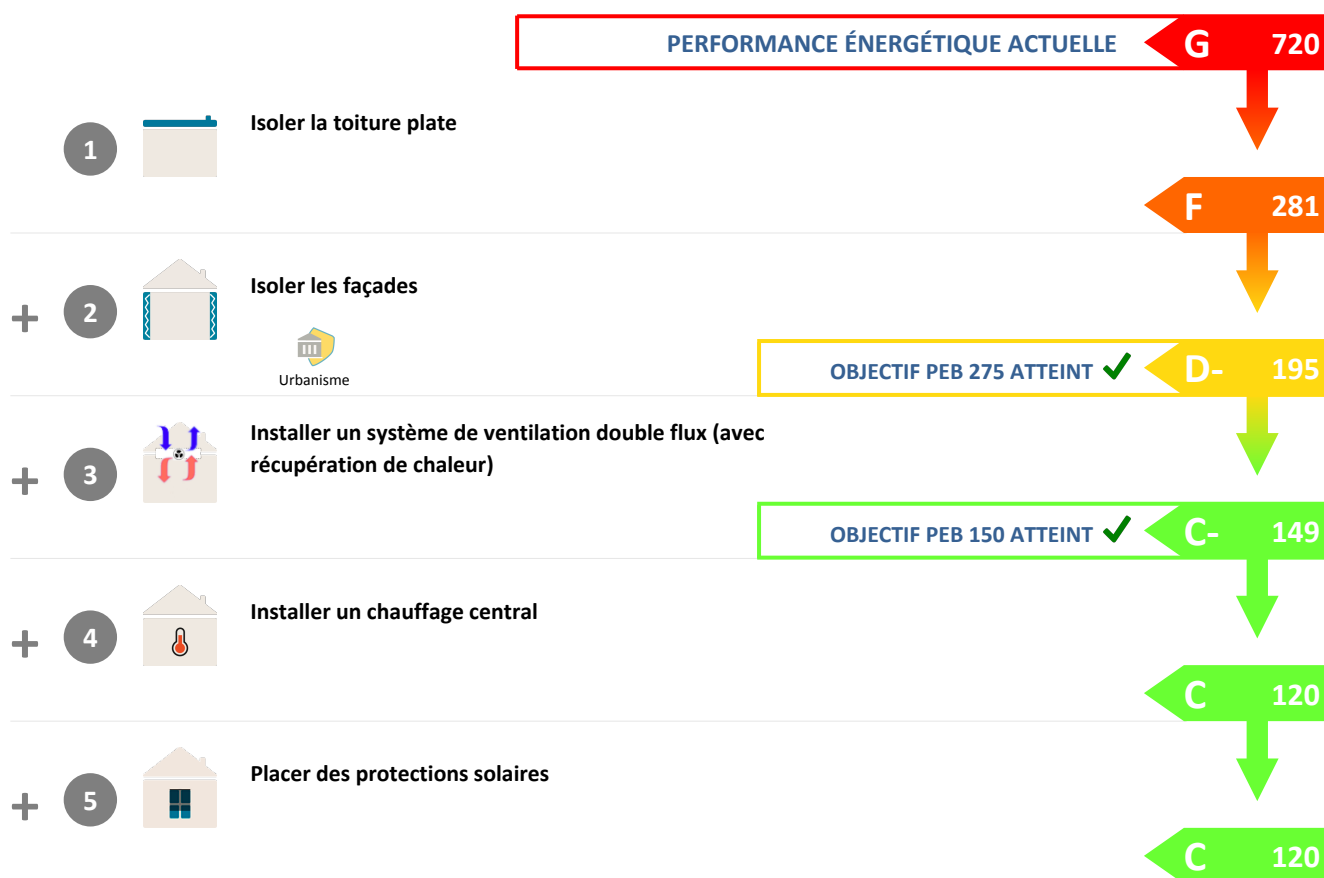 PERFORMANCE ÉNERGÉTIQUE ACTUELLE G 720
1 Isoler la toiture plate
F 281
+ 2 Isoler les façades
Urbanisme
OBJECTIF PEB 275 ATTEINT D- 195
+ 3 Installer un système de ventilation double flux (avec
récupération de chaleur)
OBJECTIF PEB 150 ATTEINT C- 149
+ 4 Installer un chauffage central
C 120
+ 5 Placer des protections solaires
C 120